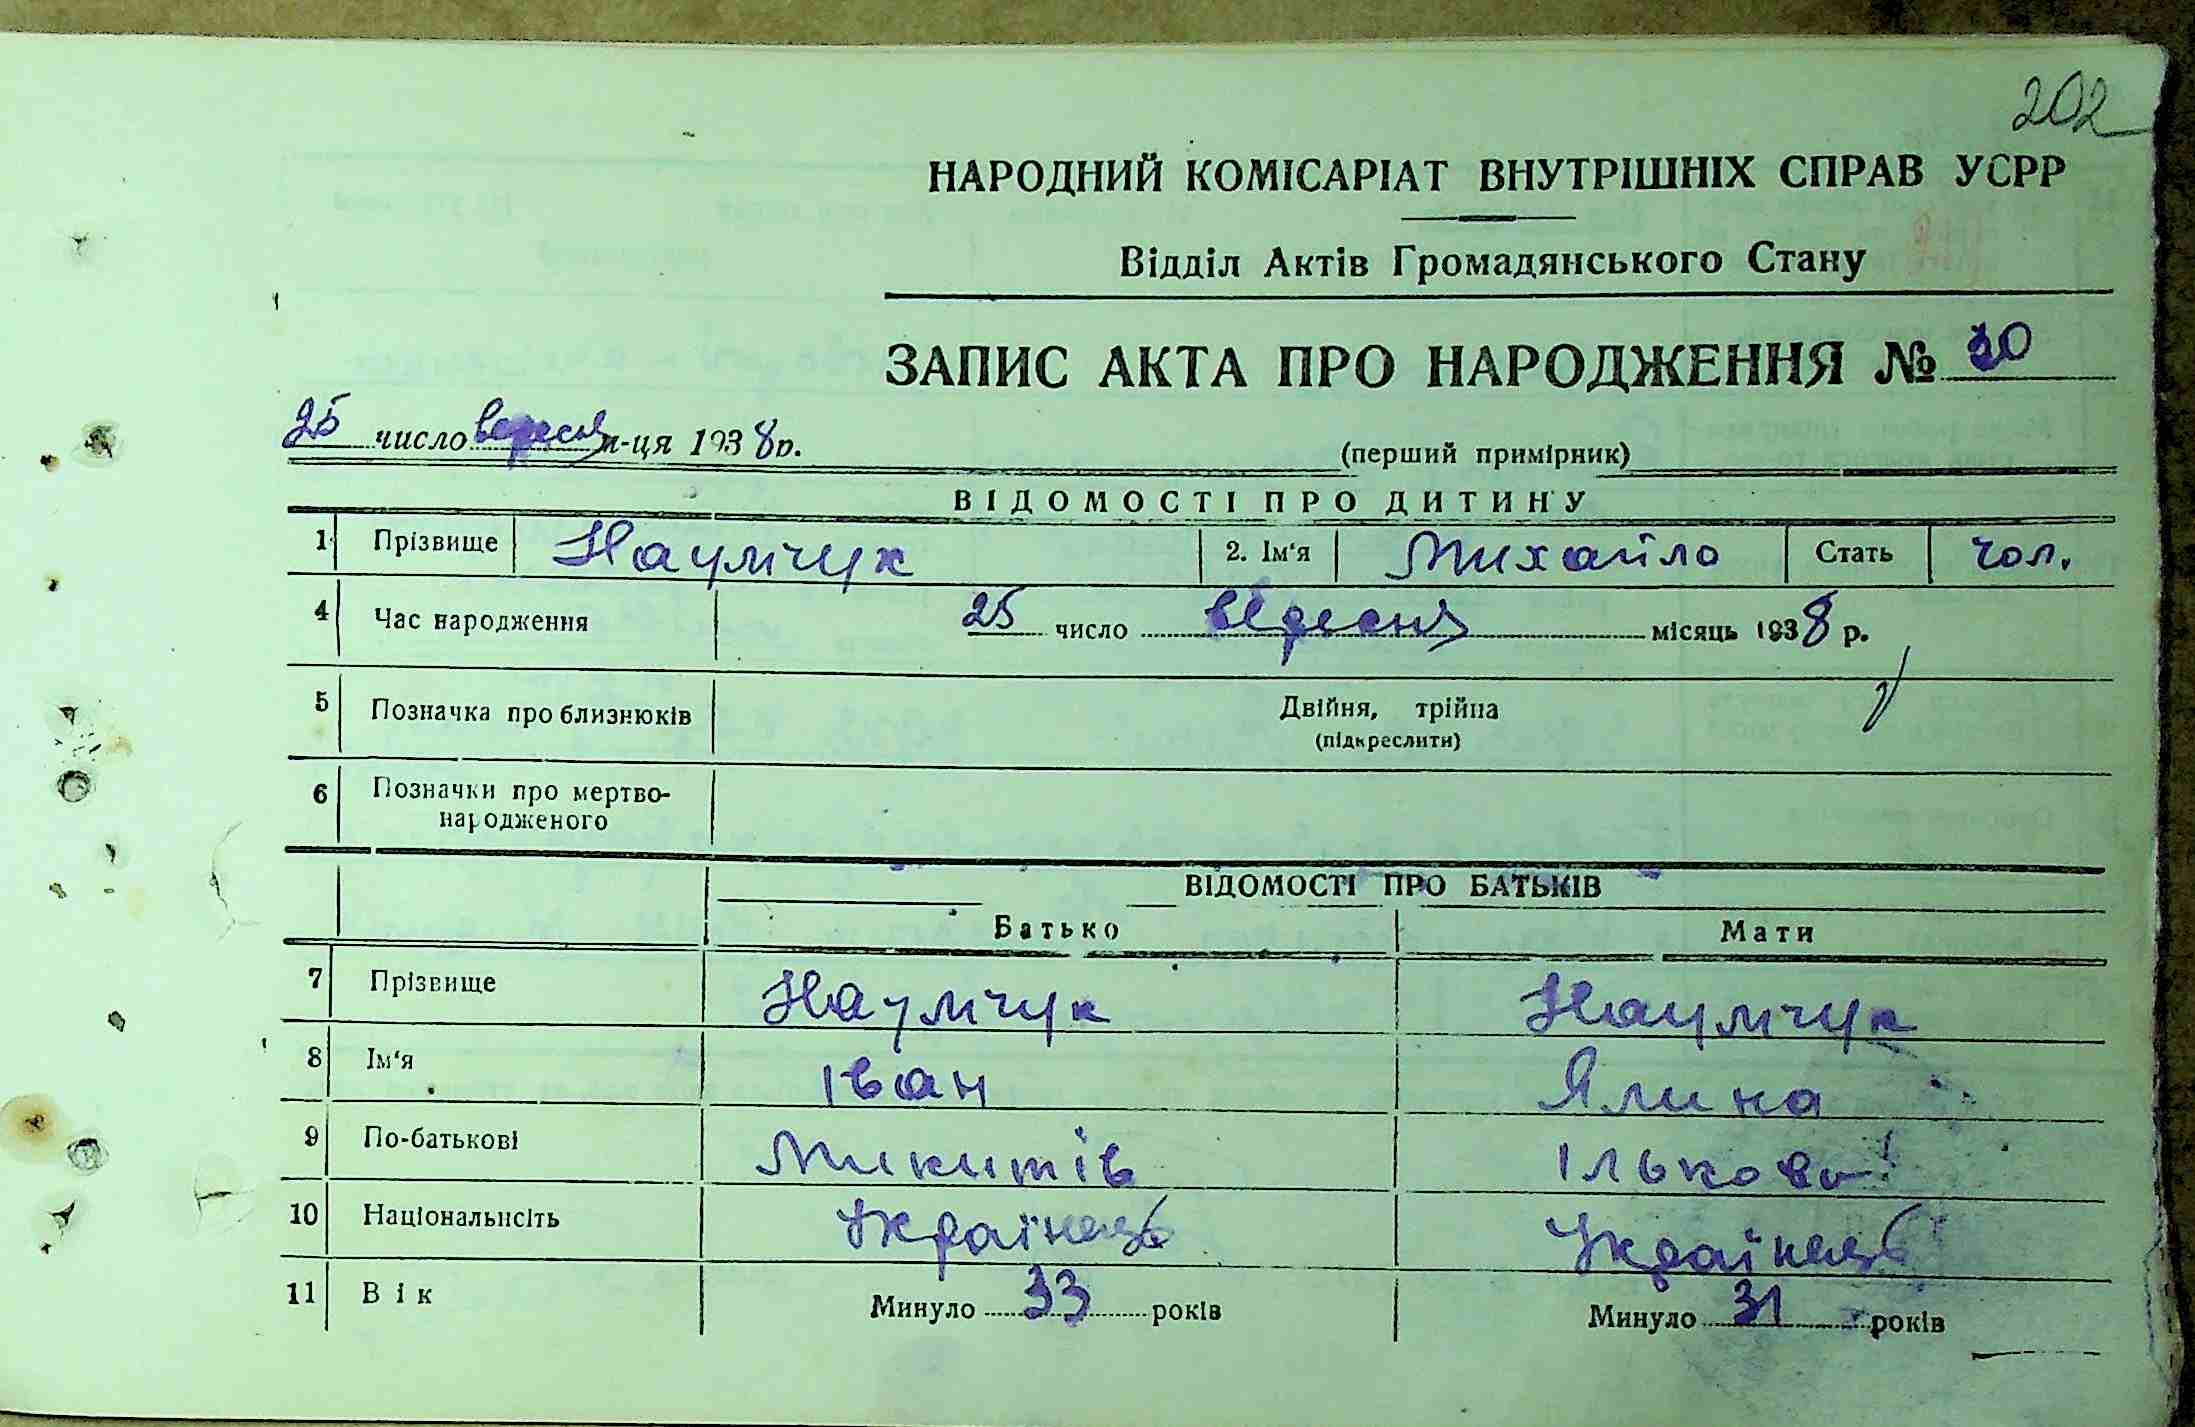 202
НАРОДНИЙ КОМІСАРІАТ ВНУТРІШНІХ СПРАВ УСРР
Відділ Актів Громадянського Стану
ЗАПИС АКТА ПРО НАРОДЖЕННЯ №
25 число вересня м-ця 1938 р.
(перший примірник)
ВІДОМОСТІ ПРО ДИТИНУ
1 Прізвище Наумчук 2. Ім'я Михайло Стать чол.
4 Час народження 25 число вересня місяць 1938 р.
5 Позначка про близнюків Двійня, трійна
(підкреслити)
6 Позначки про мертво-
народженого
ВІДОМОСТІ ПРО БАТЬКІВ
Батько Мати
7 Прізвище Наумчук Наумчук
8 Ім'я Іван Ялина
9 По-батькові Микитів
10 Національнсіть Українець Українець
11 Вік Минуло 33 років Минуло 31 років